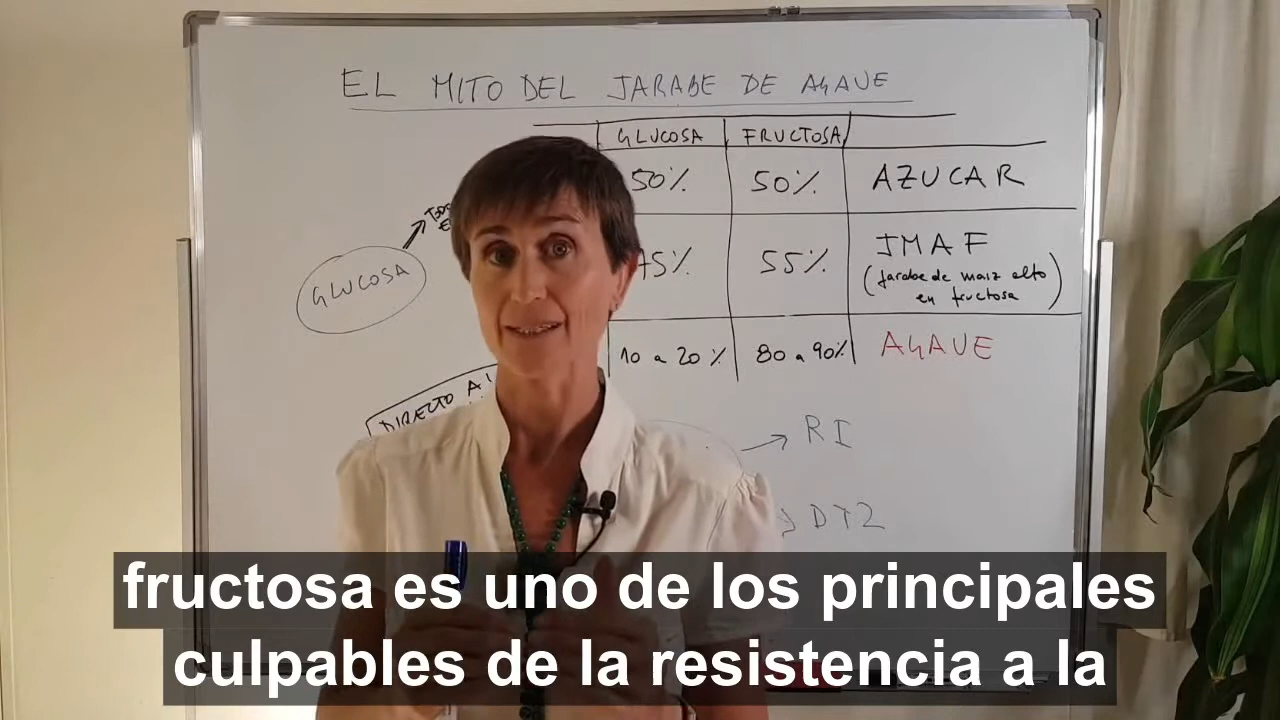 EL MITO DEL JARABE DE AGAVE
GLUCOSA FRUCTOSA
50% 50% AZUCAR
45% 55% JMAF
(Jarabe de maiz alto
en fructosa)
10 a 20% 80 a 90% AGAVE
GLUCOSA
DIRECTO A
RI
DT2
fructosa es uno de los principales
culpables de la resistencia a la